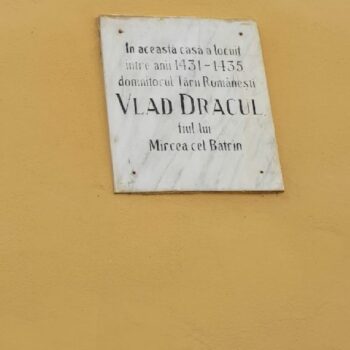 In această casă a locuit
între anii 1431-1435
domnitorul Țării Românești
VLAD DRACUL
fiul lui
Mircea cel Bătrîn